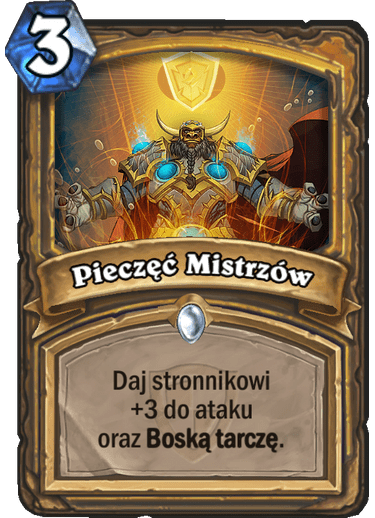 3
Pieczęć Mistrzów
Daj stronnikowi
+3 do ataku
oraz Boską tarczę.